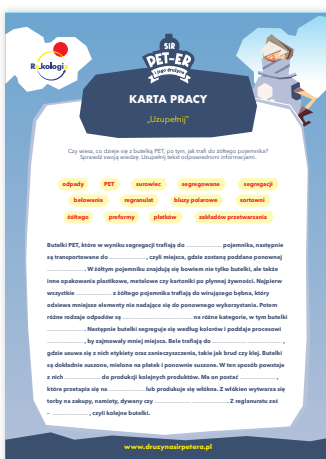 Rekologia
SIR
PET-ER
i jego drużyna
KARTA PRACY
„Uzupełnij”
Czy wiesz, co dzieje się z butelką PET, po tym, jak trafi do żółtego pojemnika?
Sprawdź swoją wiedzę. Uzupełnij tekst odpowiednimi informacjami.
odpady PET surowiec segregowane segregacji
belowania regranulat bluzy polarowe sortowni
żółtego preformy płatków zakładów przetwarzania
Butelki PET, które w wyniku segregacji trafiają do ................ pojemnika, następnie
są transportowane do ................, czyli miejsca, gdzie zostaną poddane ponownej
................. W żółtym pojemniku znajdują się bowiem nie tylko butelki, ale także
inne opakowania plastikowe, metalowe czy kartoniki po płynnej żywności. Najpierw
wszystkie ................ z żółtego pojemnika trafiają do wirującego bębna, który
odsiewa mniejsze elementy nie nadające się do ponownego wykorzystania. Potem
różne rodzaje odpadów są ................ na różne kategorie, w tym butelki
................. Następnie butelki segreguje się według kolorów i poddaje procesowi
................, by zajmowały mniej miejsca. Bele trafiają do ................,
gdzie usuwa się z nich etykiety oraz zanieczyszczenia, takie jak brud czy klej. Butelki
są dokładnie suszone, mielone na płatek i ponownie suszone. W ten sposób powstaje
z nich ................ do produkcji kolejnych produktów. Ma on postać ................,
które przetapia się na ................ lub produkuje się włókna. Z włókien wytwarza się
torby na zakupy, namioty, dywany czy ................ ................. Z reglanuratu zaś
– ................, czyli kolejne butelki.
www.druzynasirpetera.pl